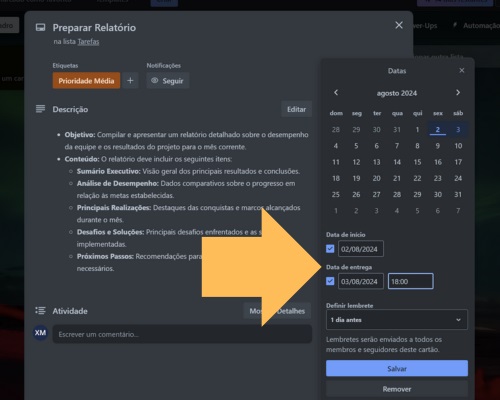 Preparar Relatório
na lista Tarefas
Etiquetas
Notificações
Prioridade Média
+
Seguir
Descrição
Editar
Objetivo: Compilar e apresentar um relatório detalhado sobre o desempenho
da equipe e os resultados do projeto para o mês corrente.
Conteúdo: O relatório deve incluir os seguintes itens:
Sumário Executivo: Visão geral dos principais resultados e conclusões.
Análise de Desempenho: Dados comparativos sobre o progresso em
relação às metas estabelecidas.
Principais Realizações: Destaques das conquistas e marcos alcançados
durante o mês.
Desafios e Soluções: Principais desafios enfrentados e as
implementadas.
Próximos Passos: Recomendações para
necessários.
Atividade
Detalhes
XM
Escrever um comentário...
er-Ups
Automação
um car
Datas
agosto 2024
dom seg ter qua qui sex sáb
28 29 30 31 1 2 3
4 5 6 7 8 9 10
11 12 13 14 15 16 17
18 19 20 21 22 23 24
25 26 27 28 29 30 31
1 2 3 4 5 6 7
Data de início
02/08/2024
Data de entrega
03/08/2024 18:00
Definir lembrete
1 dia antes
Lembretes serão enviados a todos os
membros e seguidores deste cartão.
Salvar
Remover